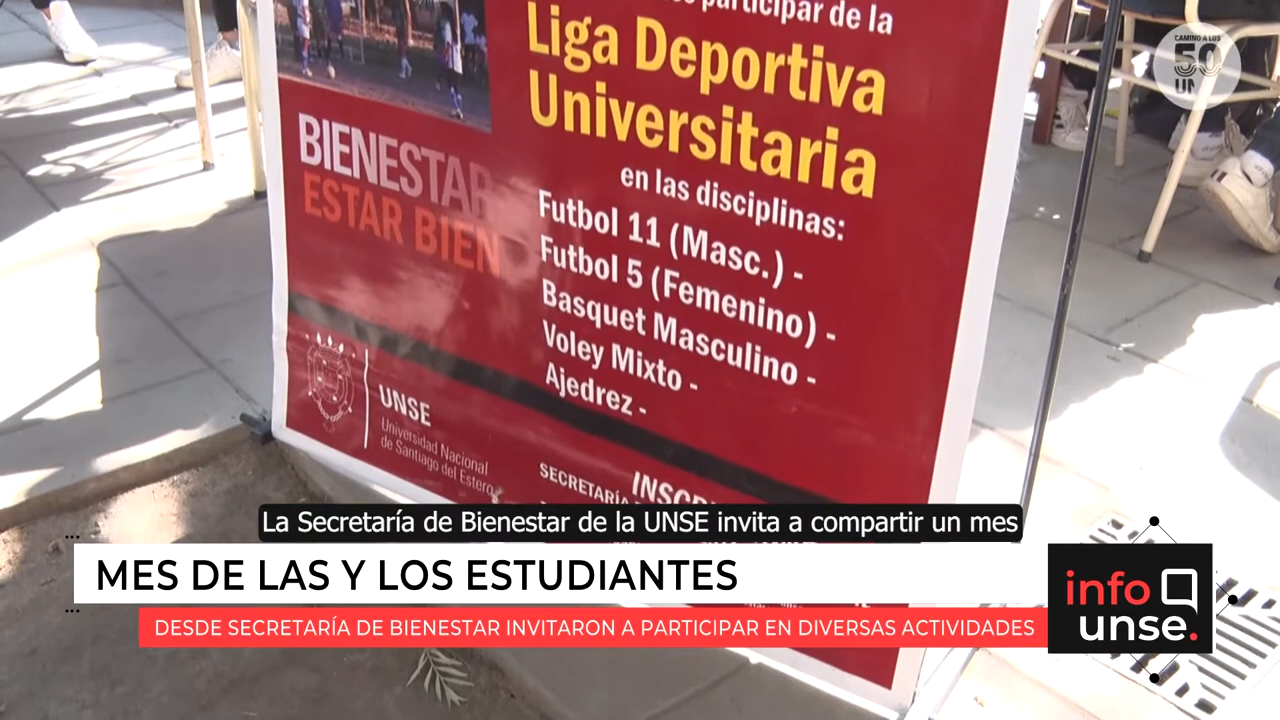 participar de la
Liga Deportiva
Universitaria
en las disciplinas:
Futbol 11 (Masc.) -
Futbol 5 (Femenino) -
Basquet Masculino -
Voley Mixto -
Ajedrez -
BIENESTAR
ESTAR BIEN
UNSE
Universidad Nacional
de Santiago del Estero
SECRETARÍA
CAMINO A LOS
50
La Secretaría de Bienestar de la UNSE invita a compartir un mes
MES DE LAS Y LOS ESTUDIANTES
DESDE SECRETARÍA DE BIENESTAR INVITARON A PARTICIPAR EN DIVERSAS ACTIVIDADES
info
unse.